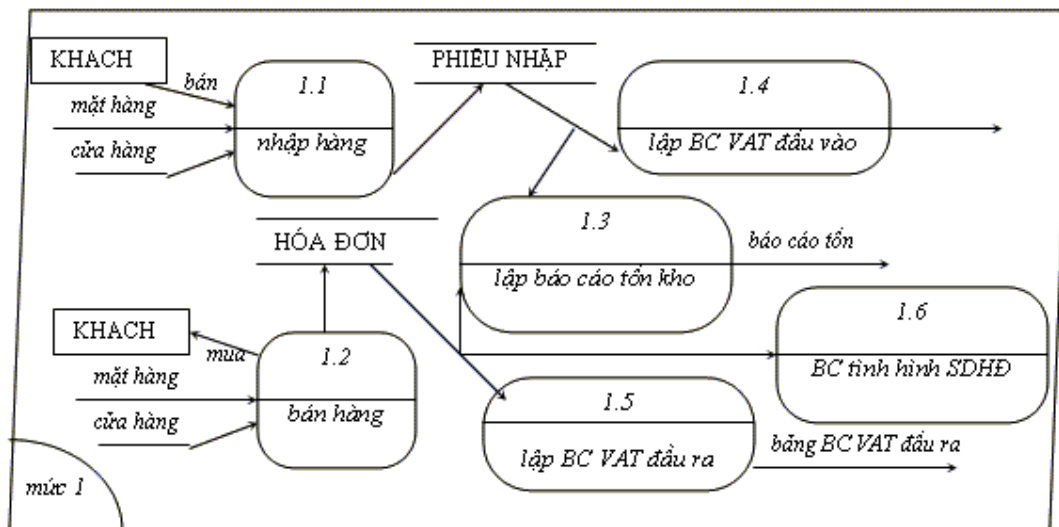 KHACH
bán
mặt hàng
cửa hàng
1.1
nhập hàng
PHIẾU NHẬP
1.4
lập BC VAT đầu vào
1.3
lập báo cáo tồn kho
báo cáo tồn
HÓA ĐƠN
KHACH
mua
mặt hàng
cửa hàng
1.2
bán hàng
1.6
BC tình hình SDHĐ
1.5
lập BC VAT đầu ra
bảng BC VAT đầu ra
mức 1